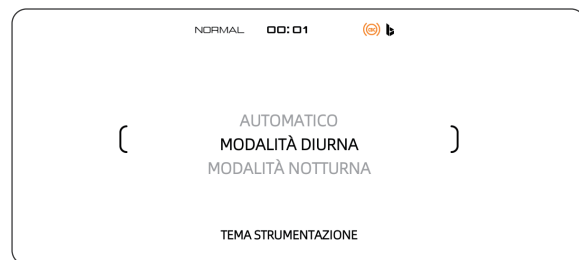 NORMAL 00:01
AUTOMATICO
MODALITÀ DIURNA
MODALITÀ NOTTURNA
TEMA STRUMENTAZIONE